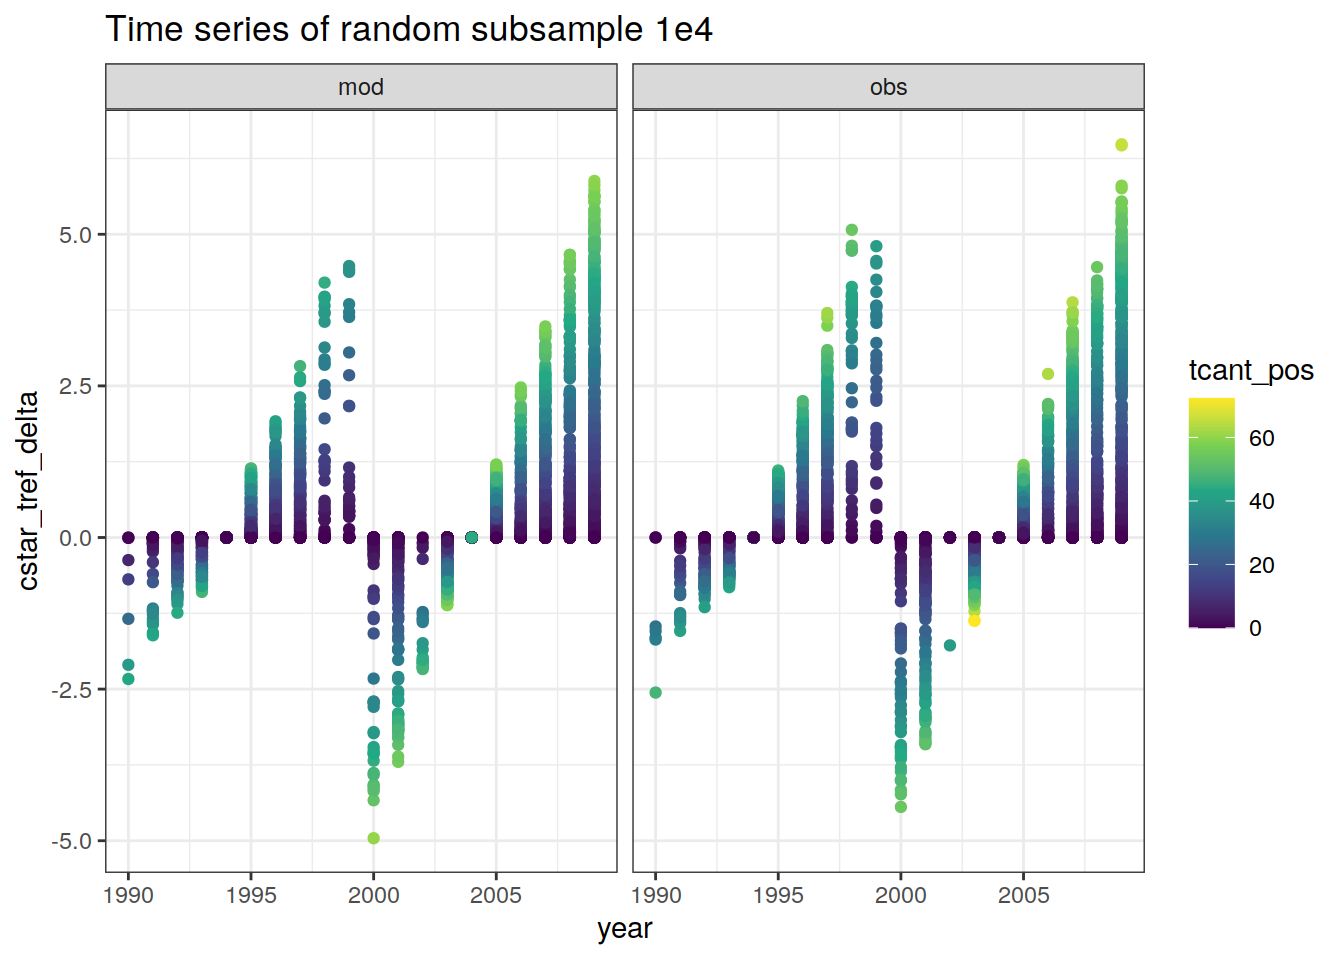 Time series of random subsample 1e4
mod
obs
cstar_tref_delta
5.0
2.5
0.0
-2.5
-5.0
1990
1995
2000
2005
1990
1995
2000
2005
year
tcant_pos
60
40
20
0